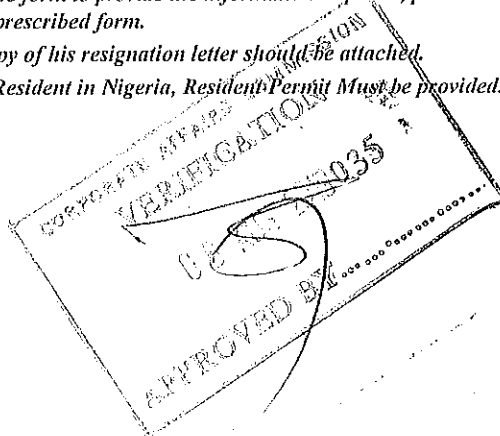 prescribed form.
py of his resignation letter should be attached.
Resident in Nigeria, Resident Permit Must be provided.
CORPORATE AFFAIRS COMMISSION
VERIFICATION
APPROVED BY